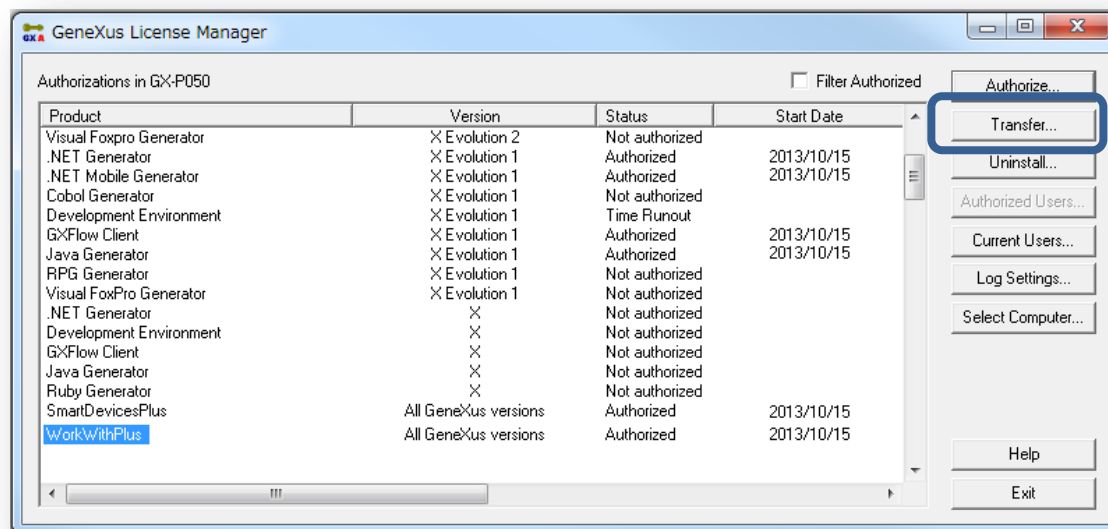 GXA GeneXus License Manager
Authorizations in GX-P050 Filter Authorized
Product Version Status Start Date
Visual Foxpro Generator X Evolution 2 Not authorized
.NET Generator X Evolution 1 Authorized 2013/10/15
.NET Mobile Generator X Evolution 1 Authorized 2013/10/15
Cobol Generator X Evolution 1 Not authorized
Development Environment X Evolution 1 Time Runout
GXFlow Client X Evolution 1 Authorized 2013/10/15
Java Generator X Evolution 1 Authorized 2013/10/15
RPG Generator X Evolution 1 Not authorized
Visual FoxPro Generator X Evolution 1 Not authorized
.NET Generator X Not authorized
Development Environment X Not authorized
GXFlow Client X Not authorized
Java Generator X Not authorized
Ruby Generator X Not authorized
SmartDevicesPlus All GeneXus versions Authorized 2013/10/15
WorkWithPlus All GeneXus versions Authorized 2013/10/15
Authorize...
Transfer...
Uninstall...
Authorized Users...
Current Users...
Log Settings...
Select Computer...
Help
Exit